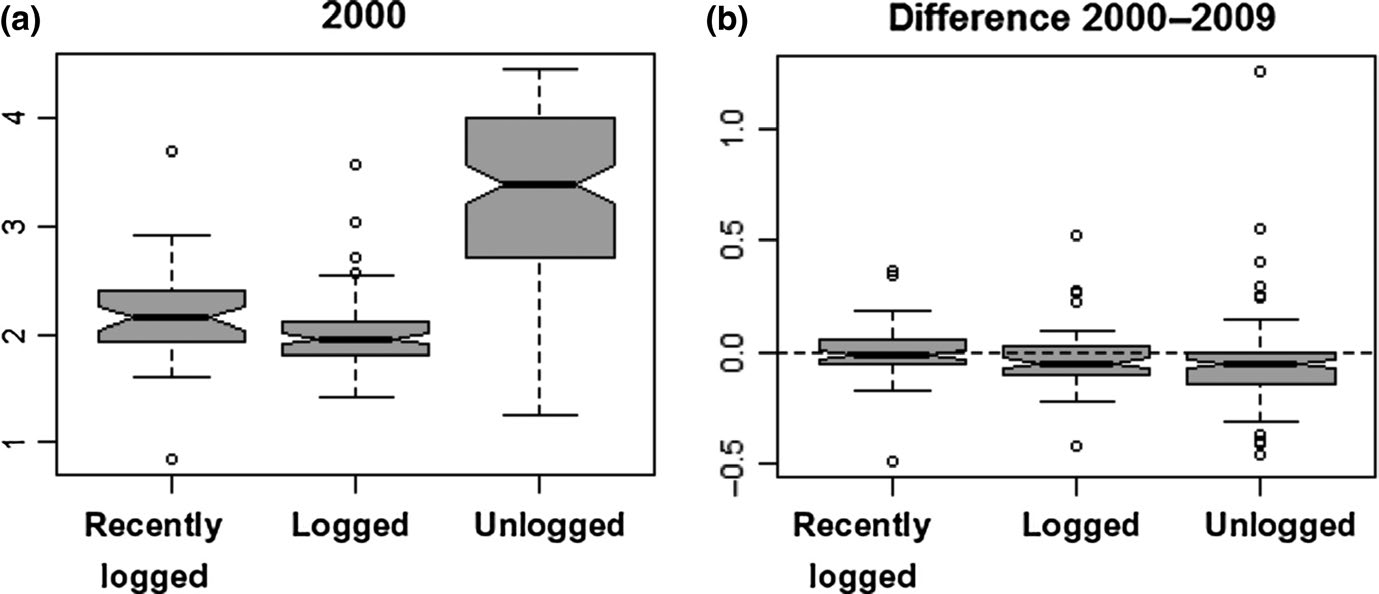 (a)
2000
4
3
2
1
Recently
logged
Logged
Unlogged
(b)
Difference 2000–2009
1.0
0.5
0.0
−0.5
Recently
logged
Logged
Unlogged